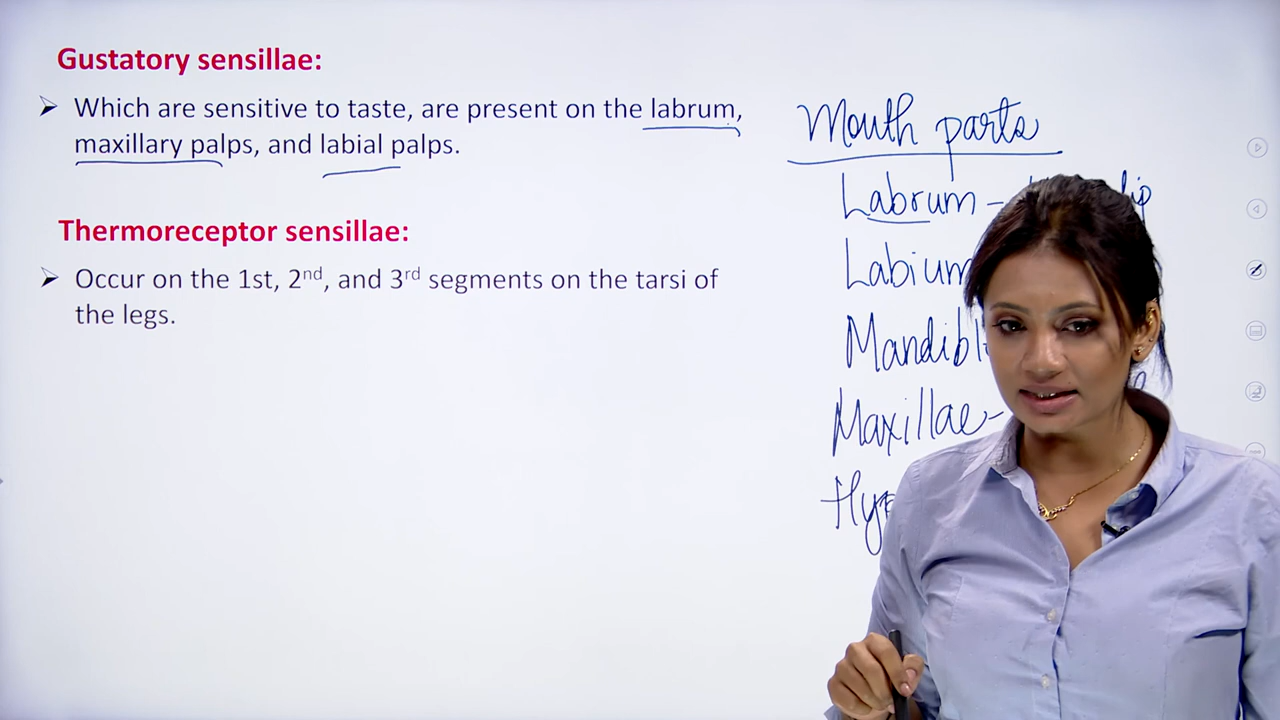 Gustatory sensillae:
➢ Which are sensitive to taste, are present on the labrum,
maxillary palps, and labial palps.
Thermoreceptor sensillae:
➢ Occur on the 1st, 2nd, and 3rd segments on the tarsi of
the legs.
Mouth parts
Labrum - lip
Labium
Maxillae -